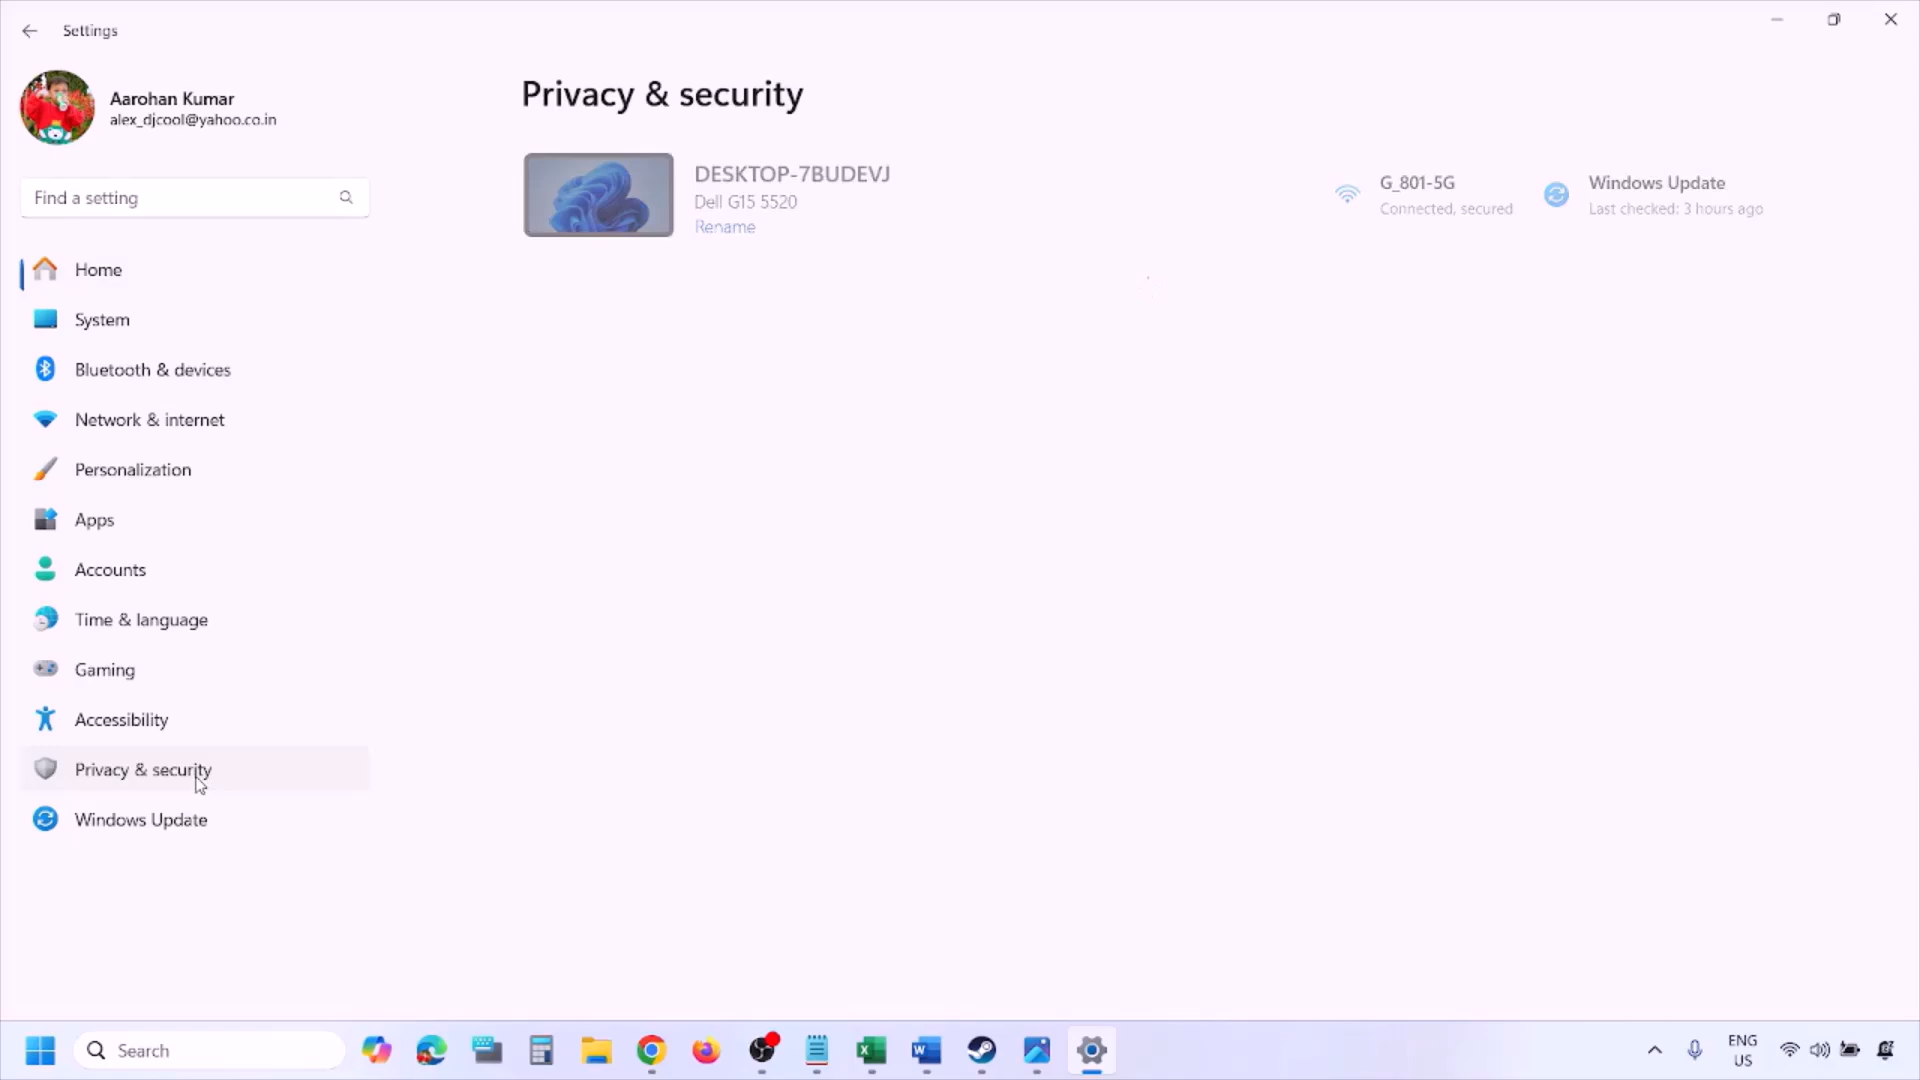 Settings
Aarohan Kumar
alex_djcool@yahoo.co.in
Find a setting
Home
System
Bluetooth & devices
Network & internet
Personalization
Apps
Accounts
Time & language
Gaming
Accessibility
Privacy & security
Windows Update
Privacy & security
DESKTOP-7BUDEVJ
Dell G15 5520
Rename
G_801-5G
Connected, secured
Windows Update
Last checked: 3 hours ago
Search
ENG
US